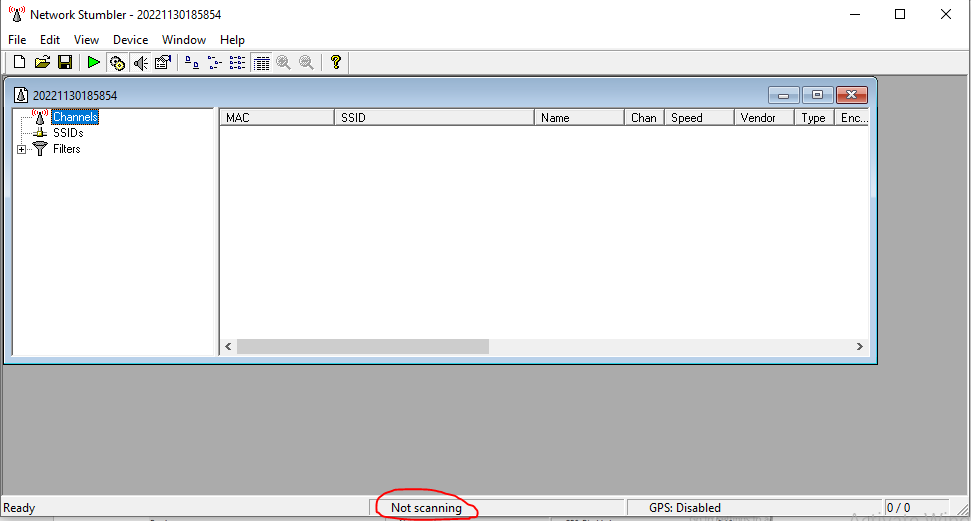 Network Stumbler - 20221130185854
File Edit View Device Window Help
20221130185854
Channels
SSIDs
Filters
MAC SSID Name Chan Speed Vendor Type Enc...
Ready Not scanning GPS: Disabled 0 / 0